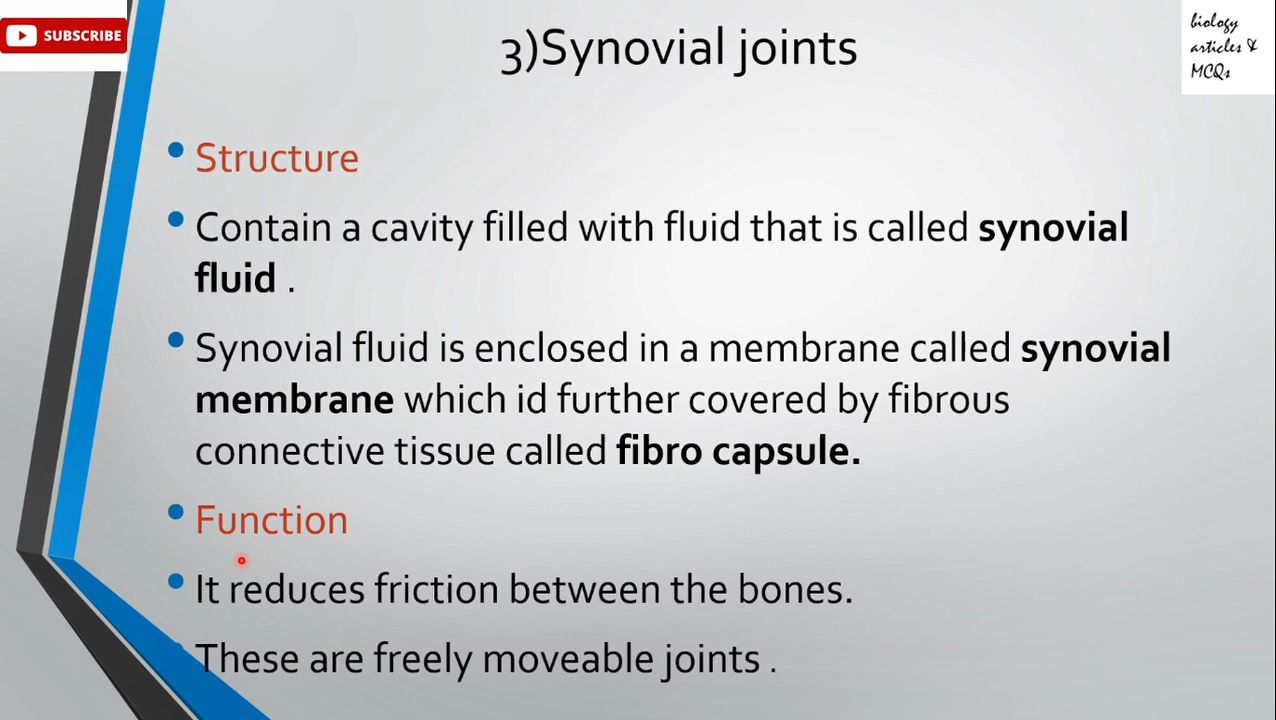 SUBSCRIBE
biology
articles &
MCQs
3)Synovial joints
• Structure
• Contain a cavity filled with fluid that is called synovial
fluid .
• Synovial fluid is enclosed in a membrane called synovial
membrane which id further covered by fibrous
connective tissue called fibro capsule.
• Function
• It reduces friction between the bones.
• These are freely moveable joints .